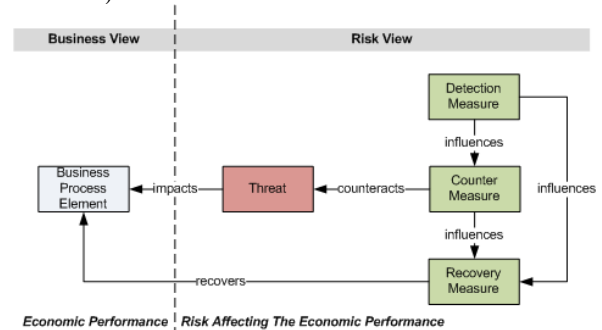 )
Business View
Risk View
Detection
Measure
influences
Business
Process
Element
impacts
Threat
counteracts
Counter
Measure
influences
influences
recovers
Recovery
Measure
Economic Performance
Risk Affecting The Economic Performance